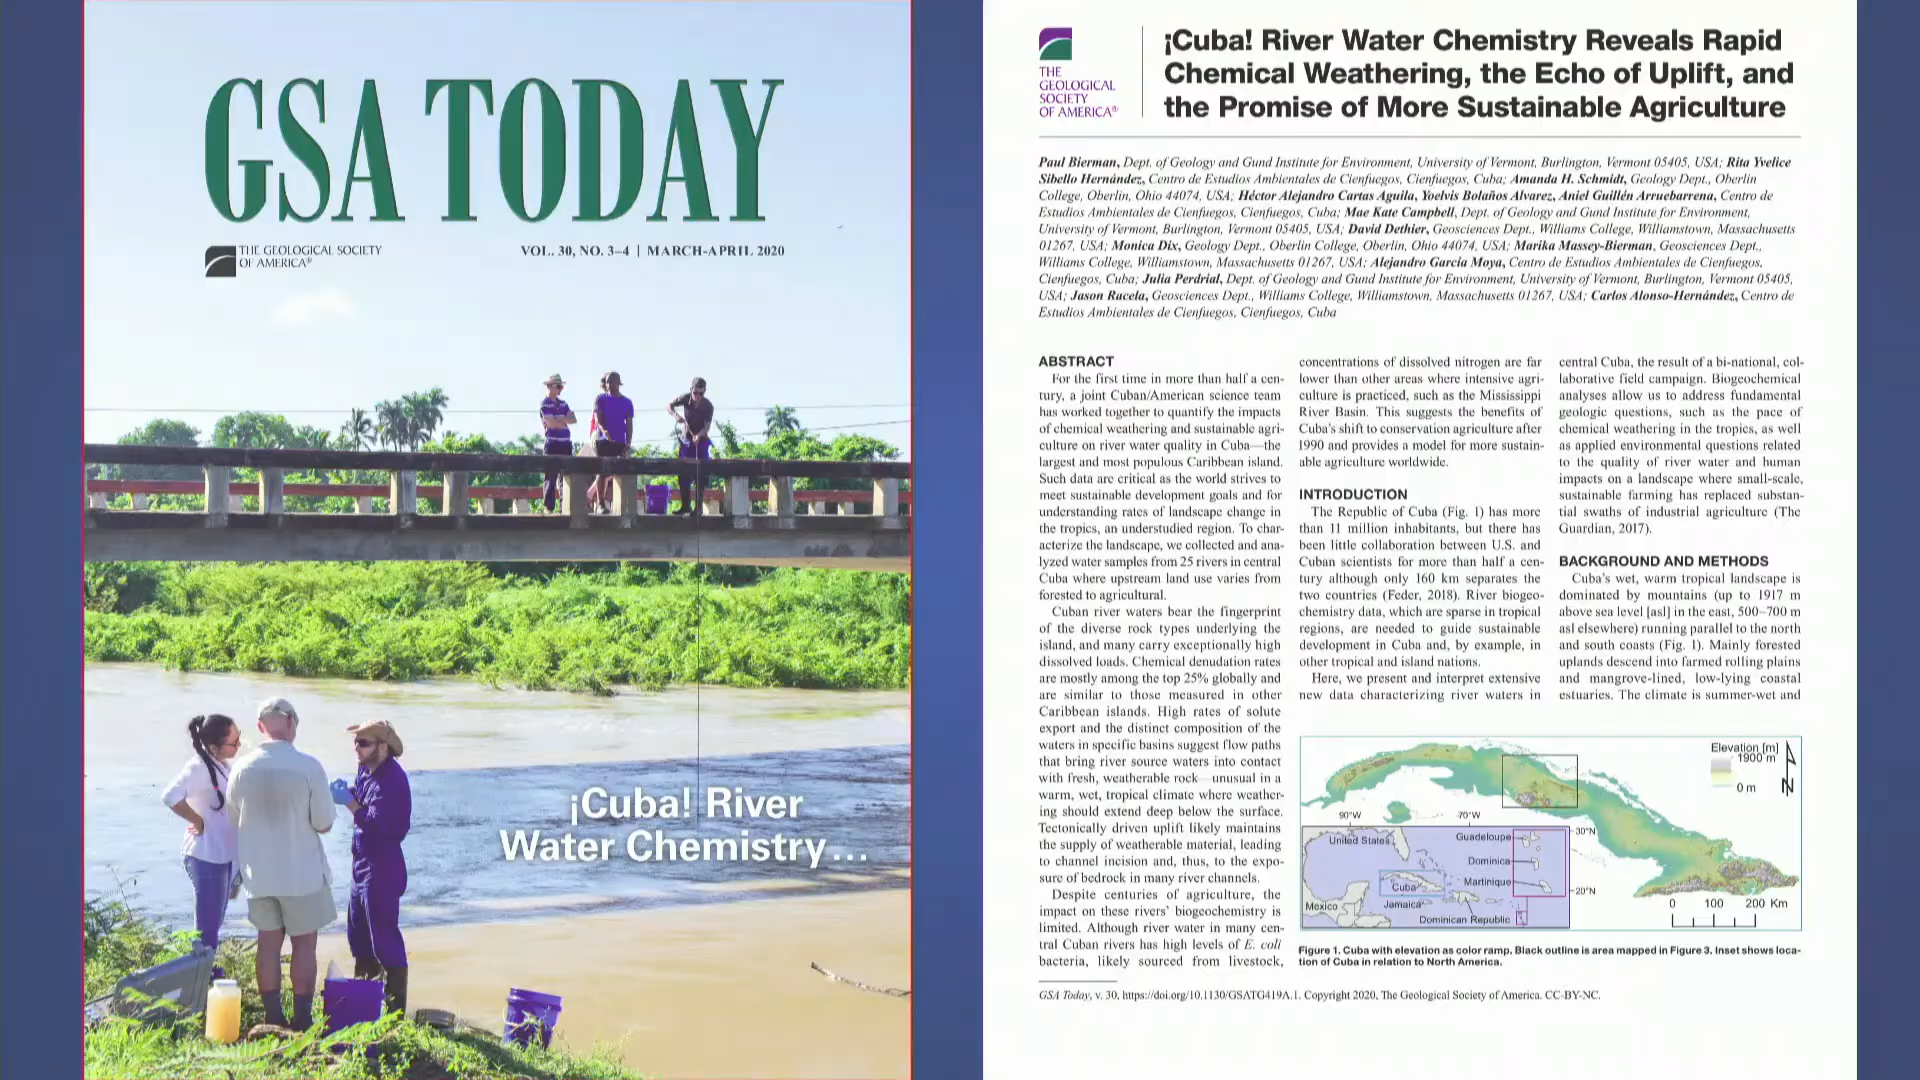 GSA TODAY
THE GEOLOGICAL SOCIETY
OF AMERICA®
VOL. 30, NO. 3–4 | MARCH-APRIL 2020
¡Cuba! River
Water Chemistry…
THE
GEOLOGICAL
SOCIETY
OF AMERICA®
¡Cuba! River Water Chemistry Reveals Rapid
Chemical Weathering, the Echo of Uplift, and
the Promise of More Sustainable Agriculture
Paul Bierman, Dept. of Geology and Gund Institute for Environment, University of Vermont, Burlington, Vermont 05405, USA; Rita Yvelice
Sibello Hernández, Centro de Estudios Ambientales de Cienfuegos, Cienfuegos, Cuba; Amanda H. Schmidt, Geology Dept., Oberlin
College, Oberlin, Ohio 44074, USA; Héctor Alejandro Cartas Aguila, Yoelvis Bolaños Alvarez, Aniel Guillén Arruebarrena, Centro de
Estudios Ambientales de Cienfuegos, Cienfuegos, Cuba; Mae Kate Campbell, Dept. of Geology and Gund Institute for Environment,
University of Vermont, Burlington, Vermont 05405, USA; David Dethier, Geosciences Dept., Williams College, Williamstown, Massachusetts
01267, USA; Monica Dix, Geology Dept., Oberlin College, Oberlin, Ohio 44074, USA; Marika Massey-Bierman, Geosciences Dept.,
Williams College, Williamstown, Massachusetts 01267, USA; Alejandro García Moya, Centro de Estudios Ambientales de Cienfuegos,
Cienfuegos, Cuba; Julia Perdrial, Dept. of Geology and Gund Institute for Environment, University of Vermont, Burlington, Vermont 05405,
USA; Jason Racela, Geosciences Dept., Williams College, Williamstown, Massachusetts 01267, USA; Carlos Alonso-Hernández, Centro de
Estudios Ambientales de Cienfuegos, Cienfuegos, Cuba
ABSTRACT
For the first time in more than half a cen-
tury, a joint Cuban/American science team
has worked together to quantify the impacts
of chemical weathering and sustainable agri-
culture on river water quality in Cuba—the
largest and most populous Caribbean island.
Such data are critical as the world strives to
meet sustainable development goals and for
understanding rates of landscape change in
the tropics, an understudied region. To char-
acterize the landscape, we collected and ana-
lyzed water samples from 25 rivers in central
Cuba where upstream land use varies from
forested to agricultural.
Cuban river waters bear the fingerprint
of the diverse rock types underlying the
island, and many carry exceptionally high
dissolved loads. Chemical denudation rates
are mostly among the top 25% globally and
are similar to those measured in other
Caribbean islands. High rates of solute
export and the distinct composition of the
waters in specific basins suggest flow paths
that bring river source waters into contact
with fresh, weatherable rock—unusual in a
warm, wet, tropical climate where weather-
ing should extend deep below the surface.
Tectonically driven uplift likely maintains
the supply of weatherable material, leading
to channel incision and, thus, to the expo-
sure of bedrock in many river channels.
Despite centuries of agriculture, the
impact on these rivers' biogeochemistry is
limited. Although river water in many cen-
tral Cuban rivers has high levels of E. coli
bacteria, likely sourced from livestock,
concentrations of dissolved nitrogen are far
lower than other areas where intensive agri-
culture is practiced, such as the Mississippi
River Basin. This suggests the benefits of
Cuba's shift to conservation agriculture after
1990 and provides a model for more sustain-
able agriculture worldwide.
INTRODUCTION
The Republic of Cuba (Fig. 1) has more
than 11 million inhabitants, but there has
been little collaboration between U.S. and
Cuban scientists for more than half a cen-
tury although only 160 km separates the
two countries (Feder, 2018). River biogeo-
chemistry data, which are sparse in tropical
regions, are needed to guide sustainable
development in Cuba and, by example, in
other tropical and island nations.
Here, we present and interpret extensive
new data characterizing river waters in
central Cuba, the result of a bi-national, col-
laborative field campaign. Biogeochemical
analyses allow us to address fundamental
geologic questions, such as the pace of
chemical weathering in the tropics, as well
as applied environmental questions related
to the quality of river water and human
impacts on a landscape where small-scale,
sustainable farming has replaced substan-
tial swaths of industrial agriculture (The
Guardian, 2017).
BACKGROUND AND METHODS
Cuba's wet, warm tropical landscape is
dominated by mountains (up to 1917 m
above sea level [asl] in the east, 500–700 m
asl elsewhere) running parallel to the north
and south coasts (Fig. 1). Mainly forested
uplands descend into farmed rolling plains
and mangrove-lined, low-lying coastal
estuaries. The climate is summer-wet and
Elevation [m]
1900 m
0 m
N
90°W
70°W
30°N
20°N
United States
Guadeloupe
Dominica
Martinique
Cuba
Mexico
Jamaica
Dominican Republic
0 100 200 Km
Figure 1. Cuba with elevation as color ramp. Black outline is area mapped in Figure 3. Inset shows loca-
tion of Cuba in relation to North America.
GSA Today, v. 30, https://doi.org/10.1130/GSATG419A.1. Copyright 2020, The Geological Society of America. CC-BY-NC.